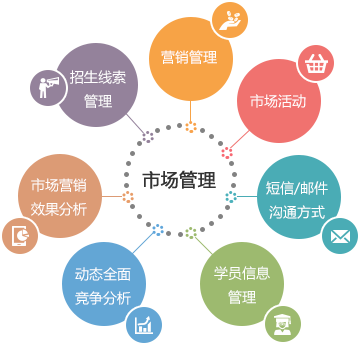 营销管理
市场活动
短信/邮件
沟通方式
学员信息
管理
动态全面
竞争分析
市场营销
效果分析
招生线索
管理
市场管理